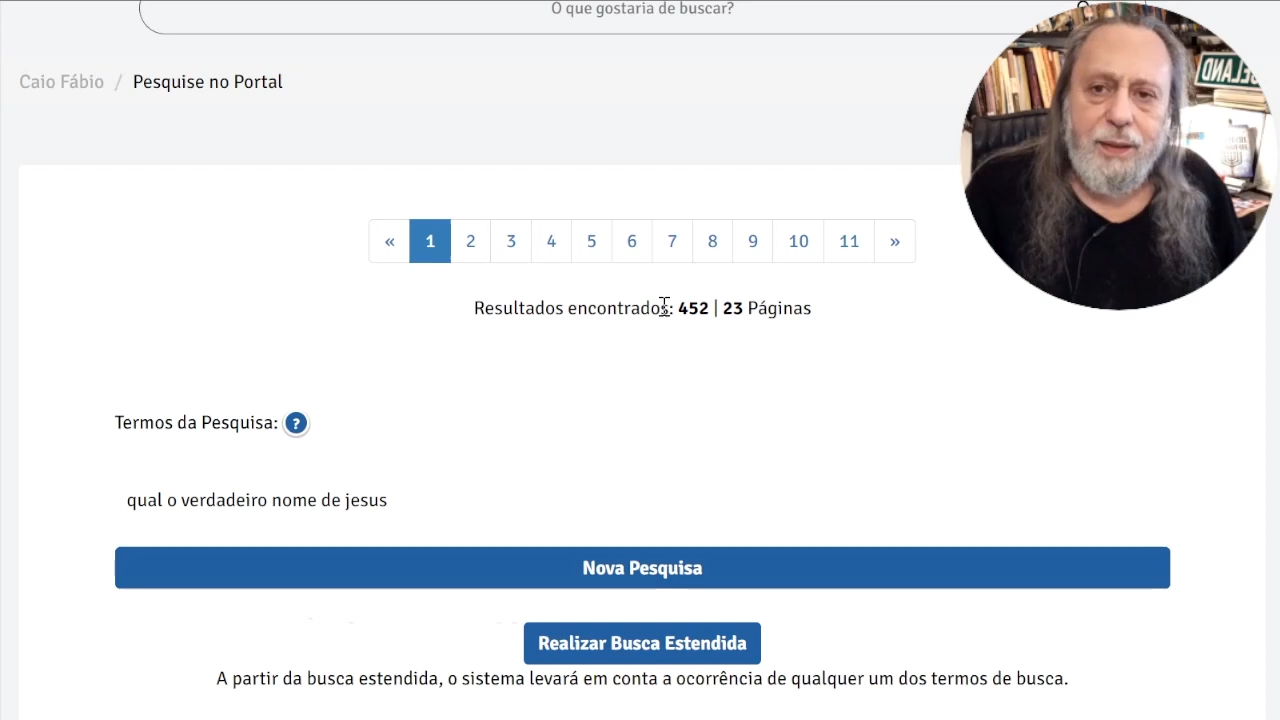 O que gostaria de buscar?
Caio Fábio / Pesquise no Portal
« 1 2 3 4 5 6 7 8 9 10 11 »
Resultados encontrados: 452 | 23 Páginas
Termos da Pesquisa: ?
qual o verdadeiro nome de jesus
Nova Pesquisa
Realizar Busca Estendida
A partir da busca estendida, o sistema levará em conta a ocorrência de qualquer um dos termos de busca.